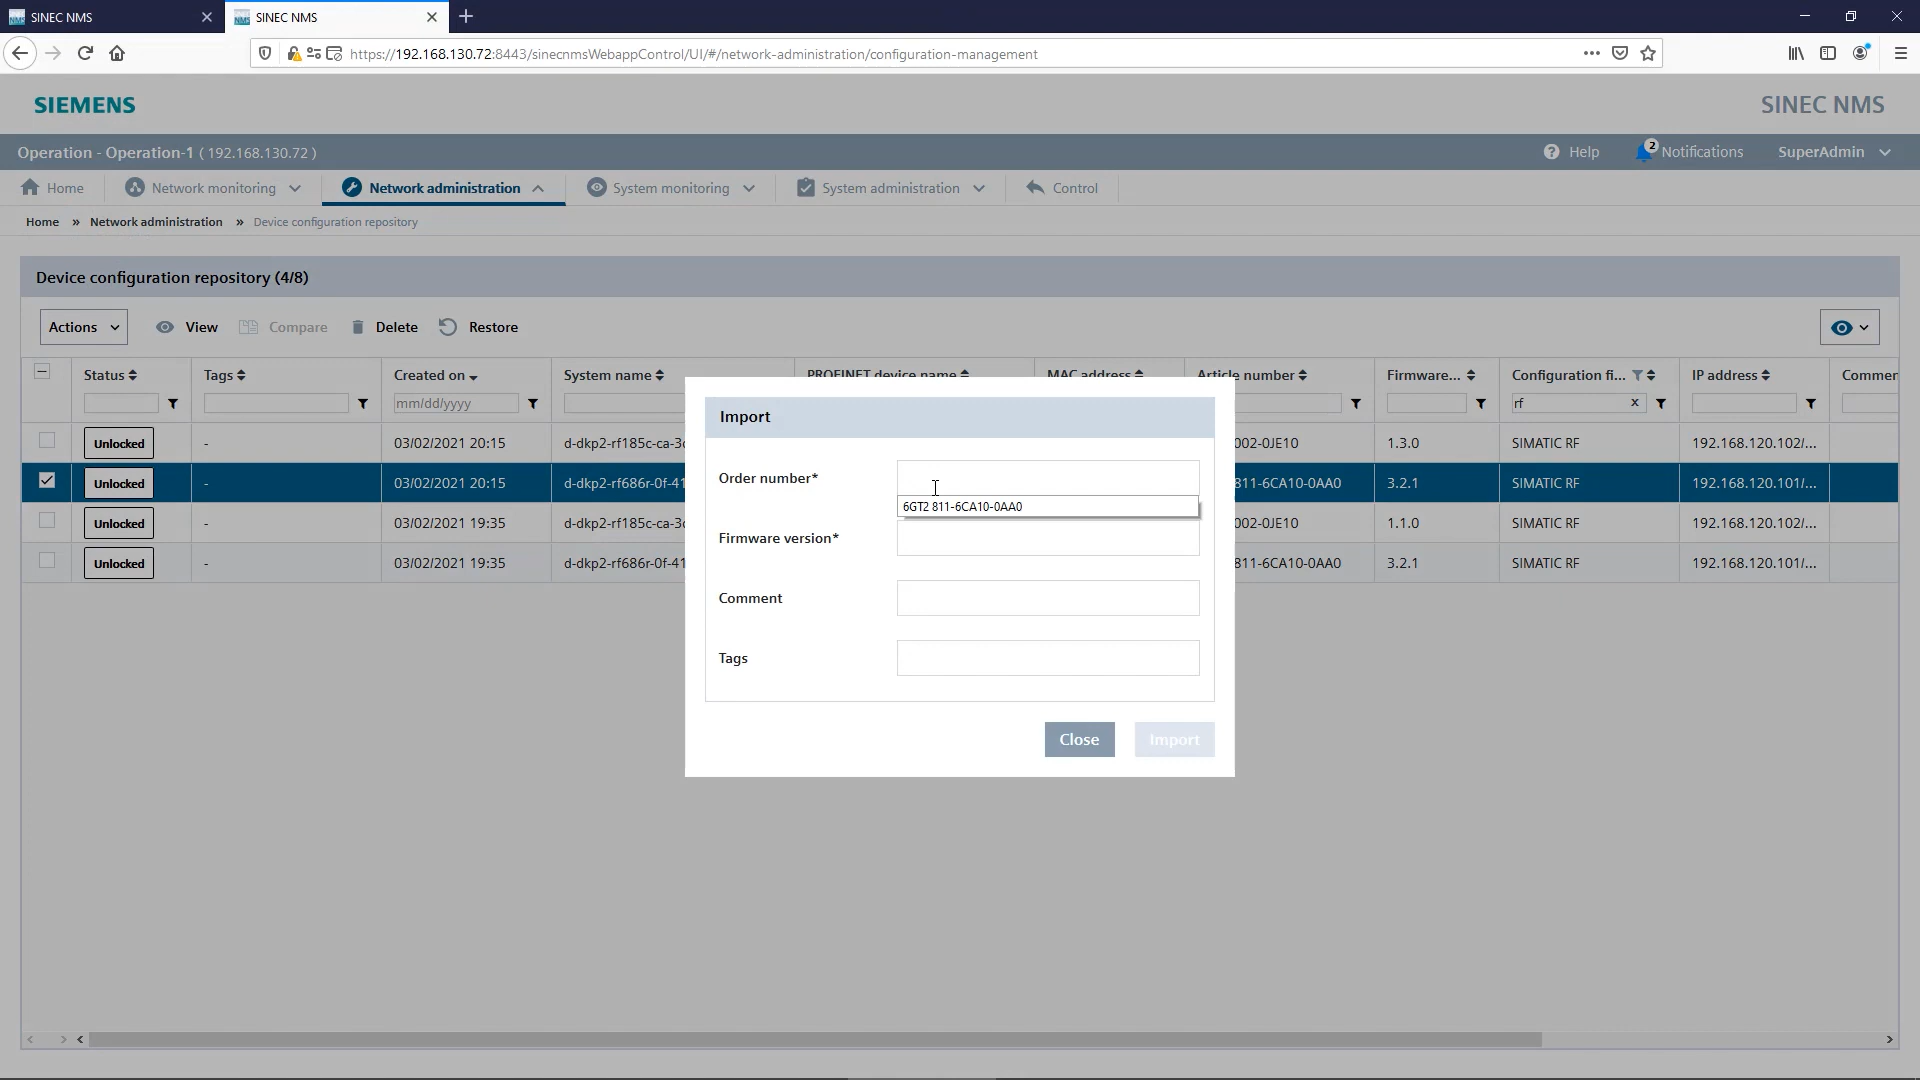 SINEC NMS
SINEC NMS
https://192.168.130.72:8443/sinecnmsWebappControl/UI/#/network-administration/configuration-management
SIEMENS
SINEC NMS
Operation - Operation-1 ( 192.168.130.72 )
Help
2
Notifications
SuperAdmin
Home
Network monitoring
Network administration
System monitoring
System administration
Control
Home » Network administration » Device configuration repository
Device configuration repository (4/8)
Actions
View
Compare
Delete
Restore
Status
Tags
Created on
System name
PROFINET device name
MAC address
Article number
Firmware...
Configuration fi...
IP address
Commen
mm/dd/yyyy
rf
x
Unlocked - 03/02/2021 20:15 d-dkp2-rf185c-ca-3c 002-0JE10 1.3.0 SIMATIC RF 192.168.120.102/...
Unlocked - 03/02/2021 20:15 d-dkp2-rf686r-0f-41 811-6CA10-0AA0 3.2.1 SIMATIC RF 192.168.120.101/...
Unlocked - 03/02/2021 19:35 d-dkp2-rf185c-ca-3c 002-0JE10 1.1.0 SIMATIC RF 192.168.120.102/...
Unlocked - 03/02/2021 19:35 d-dkp2-rf686r-0f-41 811-6CA10-0AA0 3.2.1 SIMATIC RF 192.168.120.101/...
Import
Order number*
6GT2 811-6CA10-0AA0
Firmware version*
Comment
Tags
Close
Import